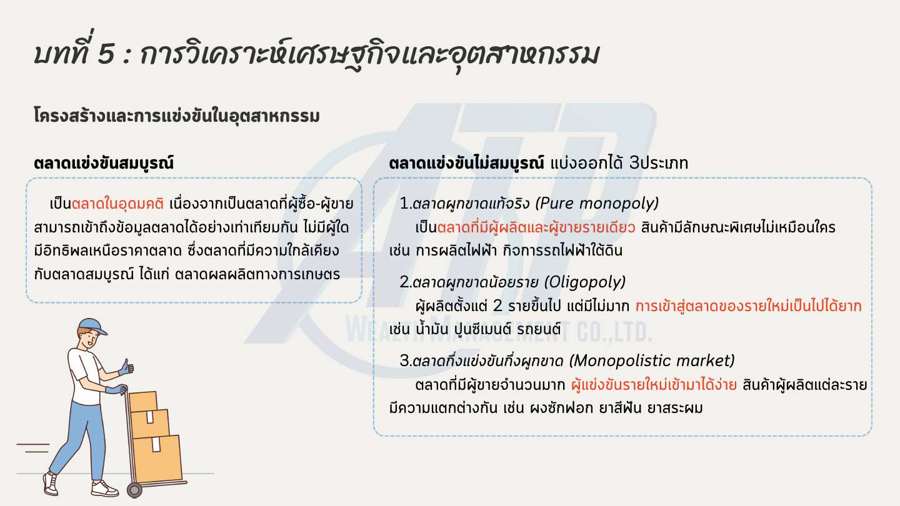 บทที่ 5 : การวิเคราะห์เศรษฐกิจและอุตสาหกรรม
โครงสร้างและการแข่งขันในอุตสาหกรรม
ตลาดแข่งขันสมบูรณ์
เป็นตลาดในอุดมคติ เนื่องจากเป็นตลาดที่ผู้ซื้อ-ผู้ขาย
สามารถเข้าถึงข้อมูลตลาดได้อย่างเท่าเทียมกัน ไม่มีผู้ใด
มีอิทธิพลเหนือราคาตลาด ซึ่งตลาดที่มีความใกล้เคียง
กับตลาดสมบูรณ์ ได้แก่ ตลาดผลผลิตทางการเกษตร
ตลาดแข่งขันไม่สมบูรณ์ แบ่งออกได้ 3ประเภท
1.ตลาดผูกขาดแท้จริง (Pure monopoly)
เป็นตลาดที่มีผู้ผลิตและผู้ขายรายเดียว สินค้ามีลักษณะพิเศษไม่เหมือนใคร
เช่น การผลิตไฟฟ้า กิจการรถไฟฟ้าใต้ดิน
2.ตลาดผูกขาดน้อยราย (Oligopoly)
ผู้ผลิตตั้งแต่ 2 รายขึ้นไป แต่มีไม่มาก การเข้าสู่ตลาดของรายใหม่เป็นไปได้ยาก
เช่น น้ำมัน ปูนซีเมนต์ รถยนต์
3.ตลาดกึ่งแข่งขันกึ่งผูกขาด (Monopolistic market)
ตลาดที่มีผู้ขายจำนวนมาก ผู้แข่งขันรายใหม่เข้ามาได้ง่าย สินค้าผู้ผลิตแต่ละราย
มีความแตกต่างกัน เช่น ผงซักฟอก ยาสีฟัน ยาสระผม
ATP
WEALTH MANAGEMENT CO.,LTD.